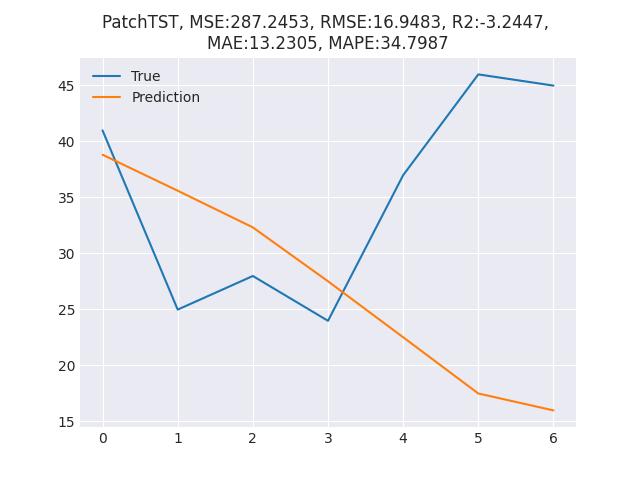 PatchTST, MSE:287.2453, RMSE:16.9483, R2:-3.2447,
MAE:13.2305, MAPE:34.7987
True
Prediction
45
40
35
30
25
20
15
0 1 2 3 4 5 6